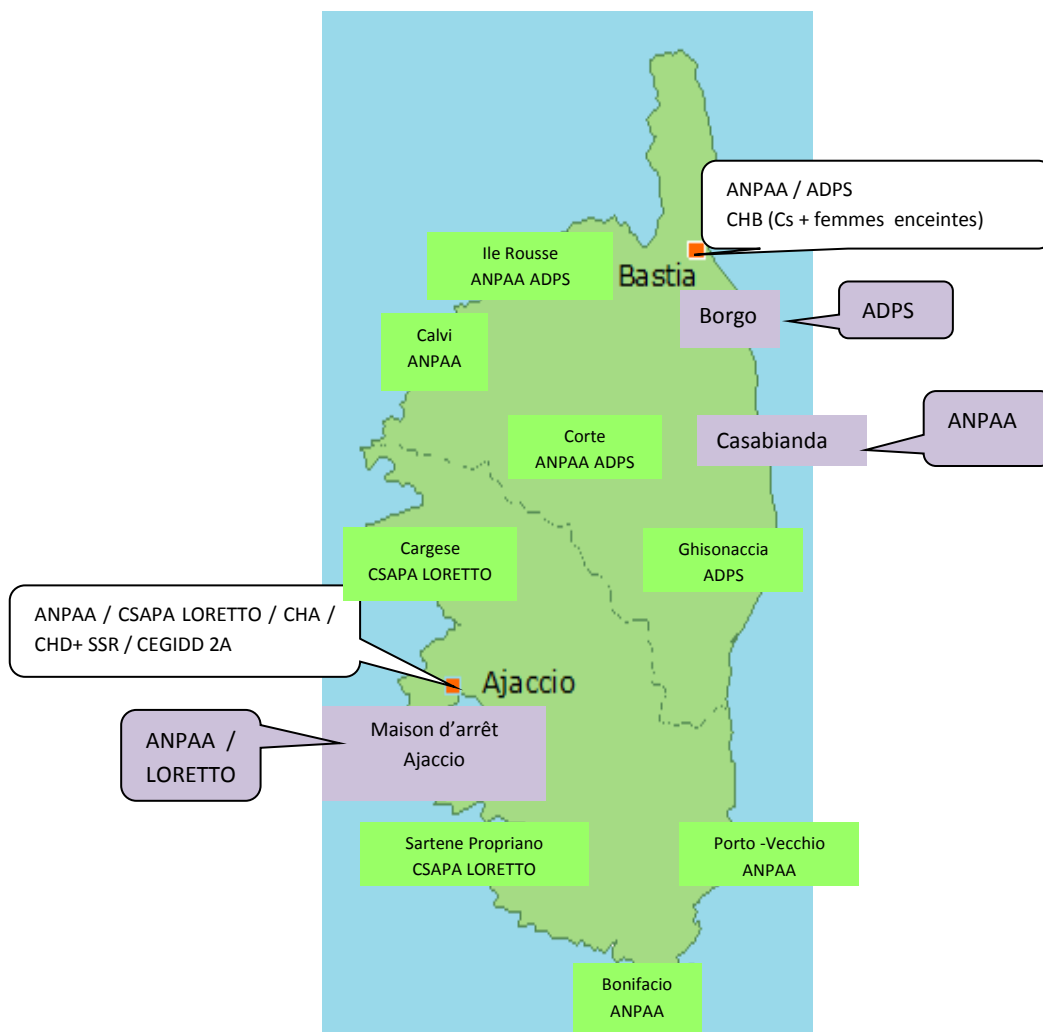 ANPAA / ADPS
CHB (Cs + femmes enceintes)
Ile Rousse
ANPAA ADPS
Bastia
Borgo
ADPS
Calvi
ANPAA
Corte
ANPAA ADPS
Casabianda
ANPAA
Cargese
CSAPA LORETTO
Ghisonaccia
ADPS
ANPAA / CSAPA LORETTO / CHA /
CHD+ SSR / CEGIDD 2A
Ajaccio
Maison d’arrêt
Ajaccio
ANPAA /
LORETTO
Sartene Propriano
CSAPA LORETTO
Porto -Vecchio
ANPAA
Bonifacio
ANPAA